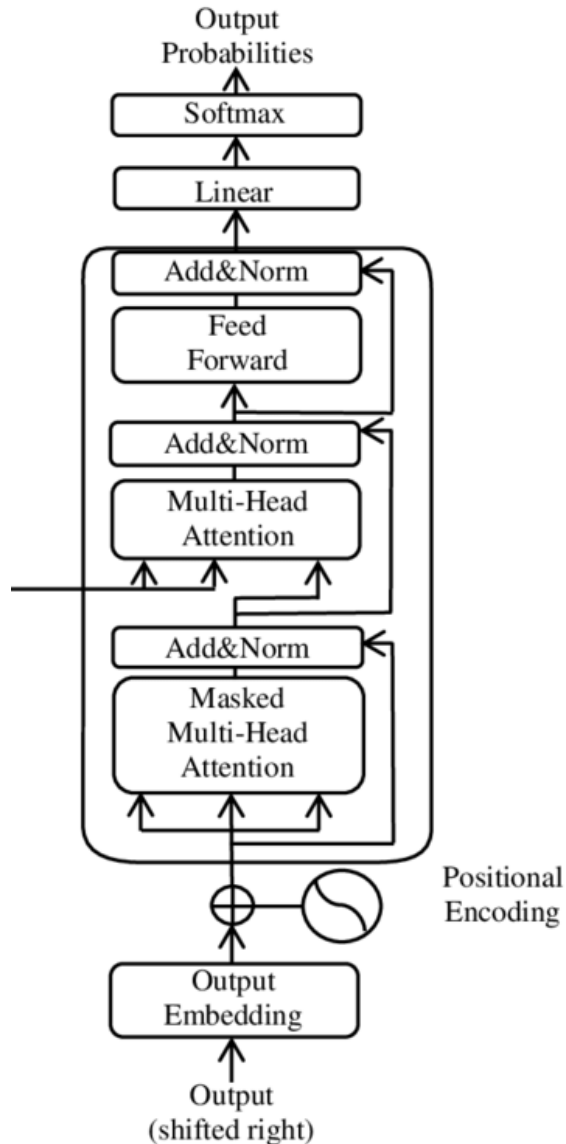 Output
Probabilities
Softmax
Linear
Add&Norm
Feed
Forward
Add&Norm
Multi-Head
Attention
Add&Norm
Masked
Multi-Head
Attention
Positional
Encoding
Output
Embedding
Output
(shifted right)